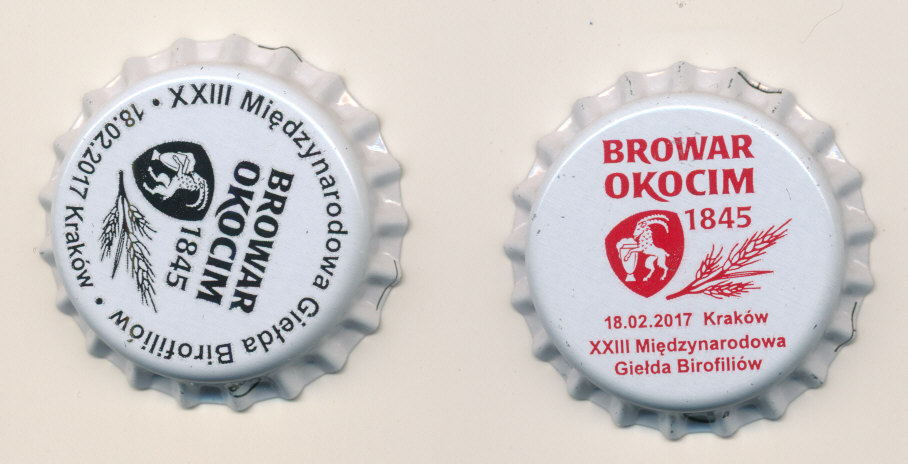 XXIII Międzynarodowa Giełda Birofiliów • 18.02.2017 Kraków •
BROWAR
OKOCIM
1845
BROWAR
OKOCIM
1845
18.02.2017 Kraków
XXIII Międzynarodowa
Giełda Birofiliów